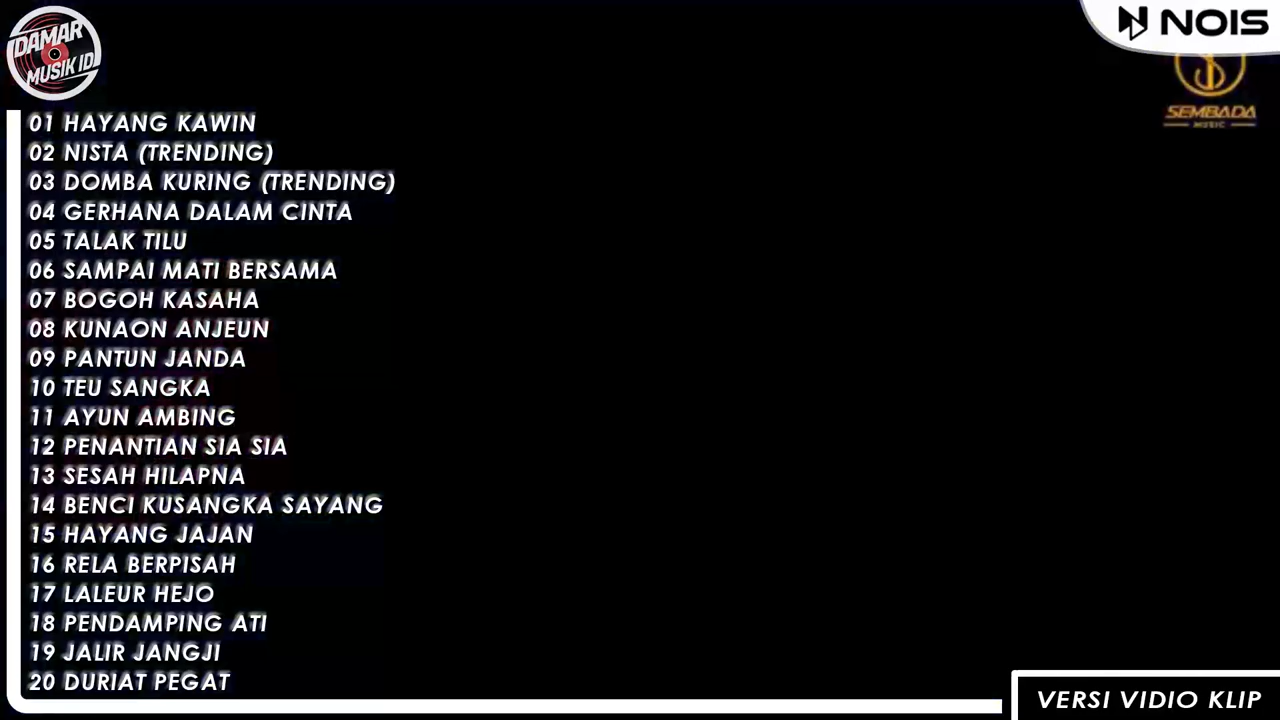 DAMAR
MUSIK ID
NOIS
SEMBADA
MUSIC
01 HAYANG KAWIN
02 NISTA (TRENDING)
03 DOMBA KURING (TRENDING)
04 GERHANA DALAM CINTA
05 TALAK TILU
06 SAMPAI MATI BERSAMA
07 BOGOH KASAHA
08 KUNAON ANJEUN
09 PANTUN JANDA
10 TEU SANGKA
11 AYUN AMBING
12 PENANTIAN SIA SIA
13 SESAH HILAPNA
14 BENCI KUSANGKA SAYANG
15 HAYANG JAJAN
16 RELA BERPISAH
17 LALEUR HEJO
18 PENDAMPING ATI
19 JALIR JANGJI
20 DURIAT PEGAT
VERSI VIDIO KLIP